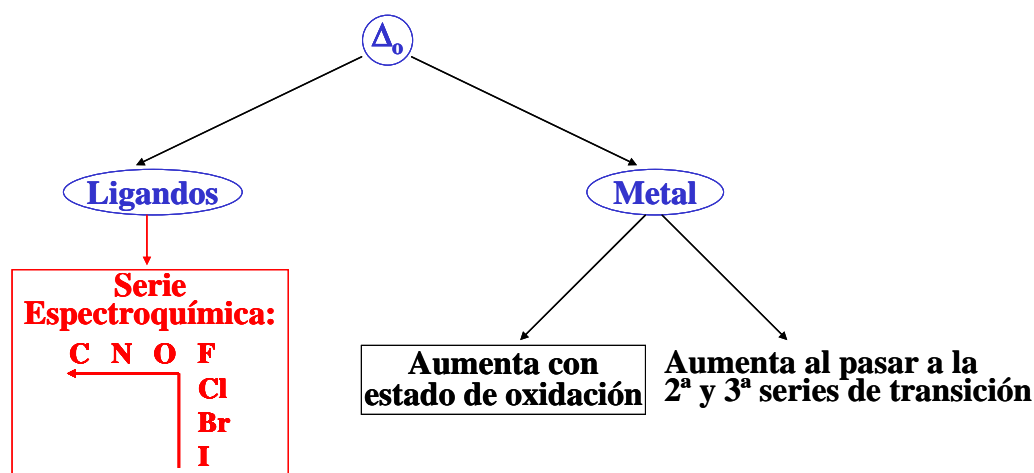 Δo
Ligandos
Metal
Serie
Espectroquímica:
C N O F
Cl
Br
I
Aumenta con
estado de oxidación
Aumenta al pasar a la
2ª y 3ª series de transición